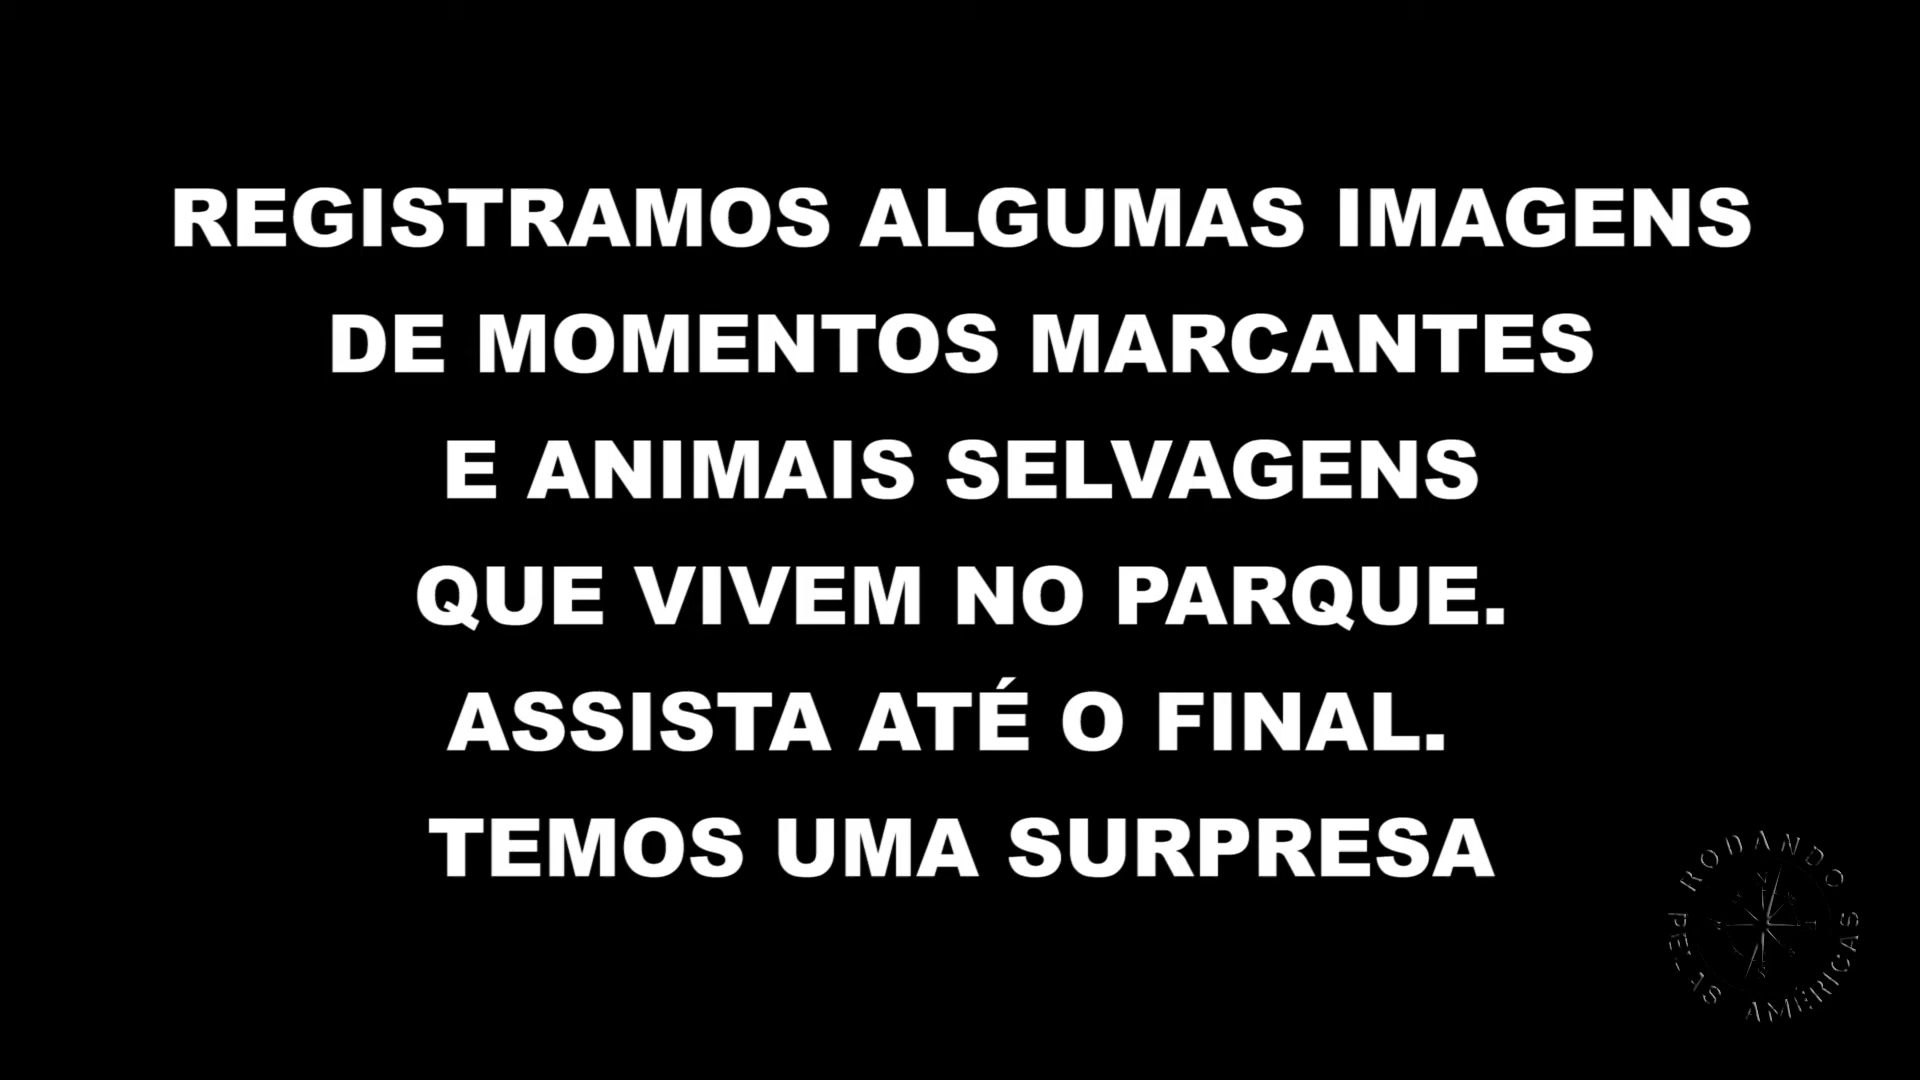 REGISTRAMOS ALGUMAS IMAGENS
DE MOMENTOS MARCANTES
E ANIMAIS SELVAGENS
QUE VIVEM NO PARQUE.
ASSISTA ATÉ O FINAL.
TEMOS UMA SURPRESA
RODANDO
PELAS AMÉRICAS